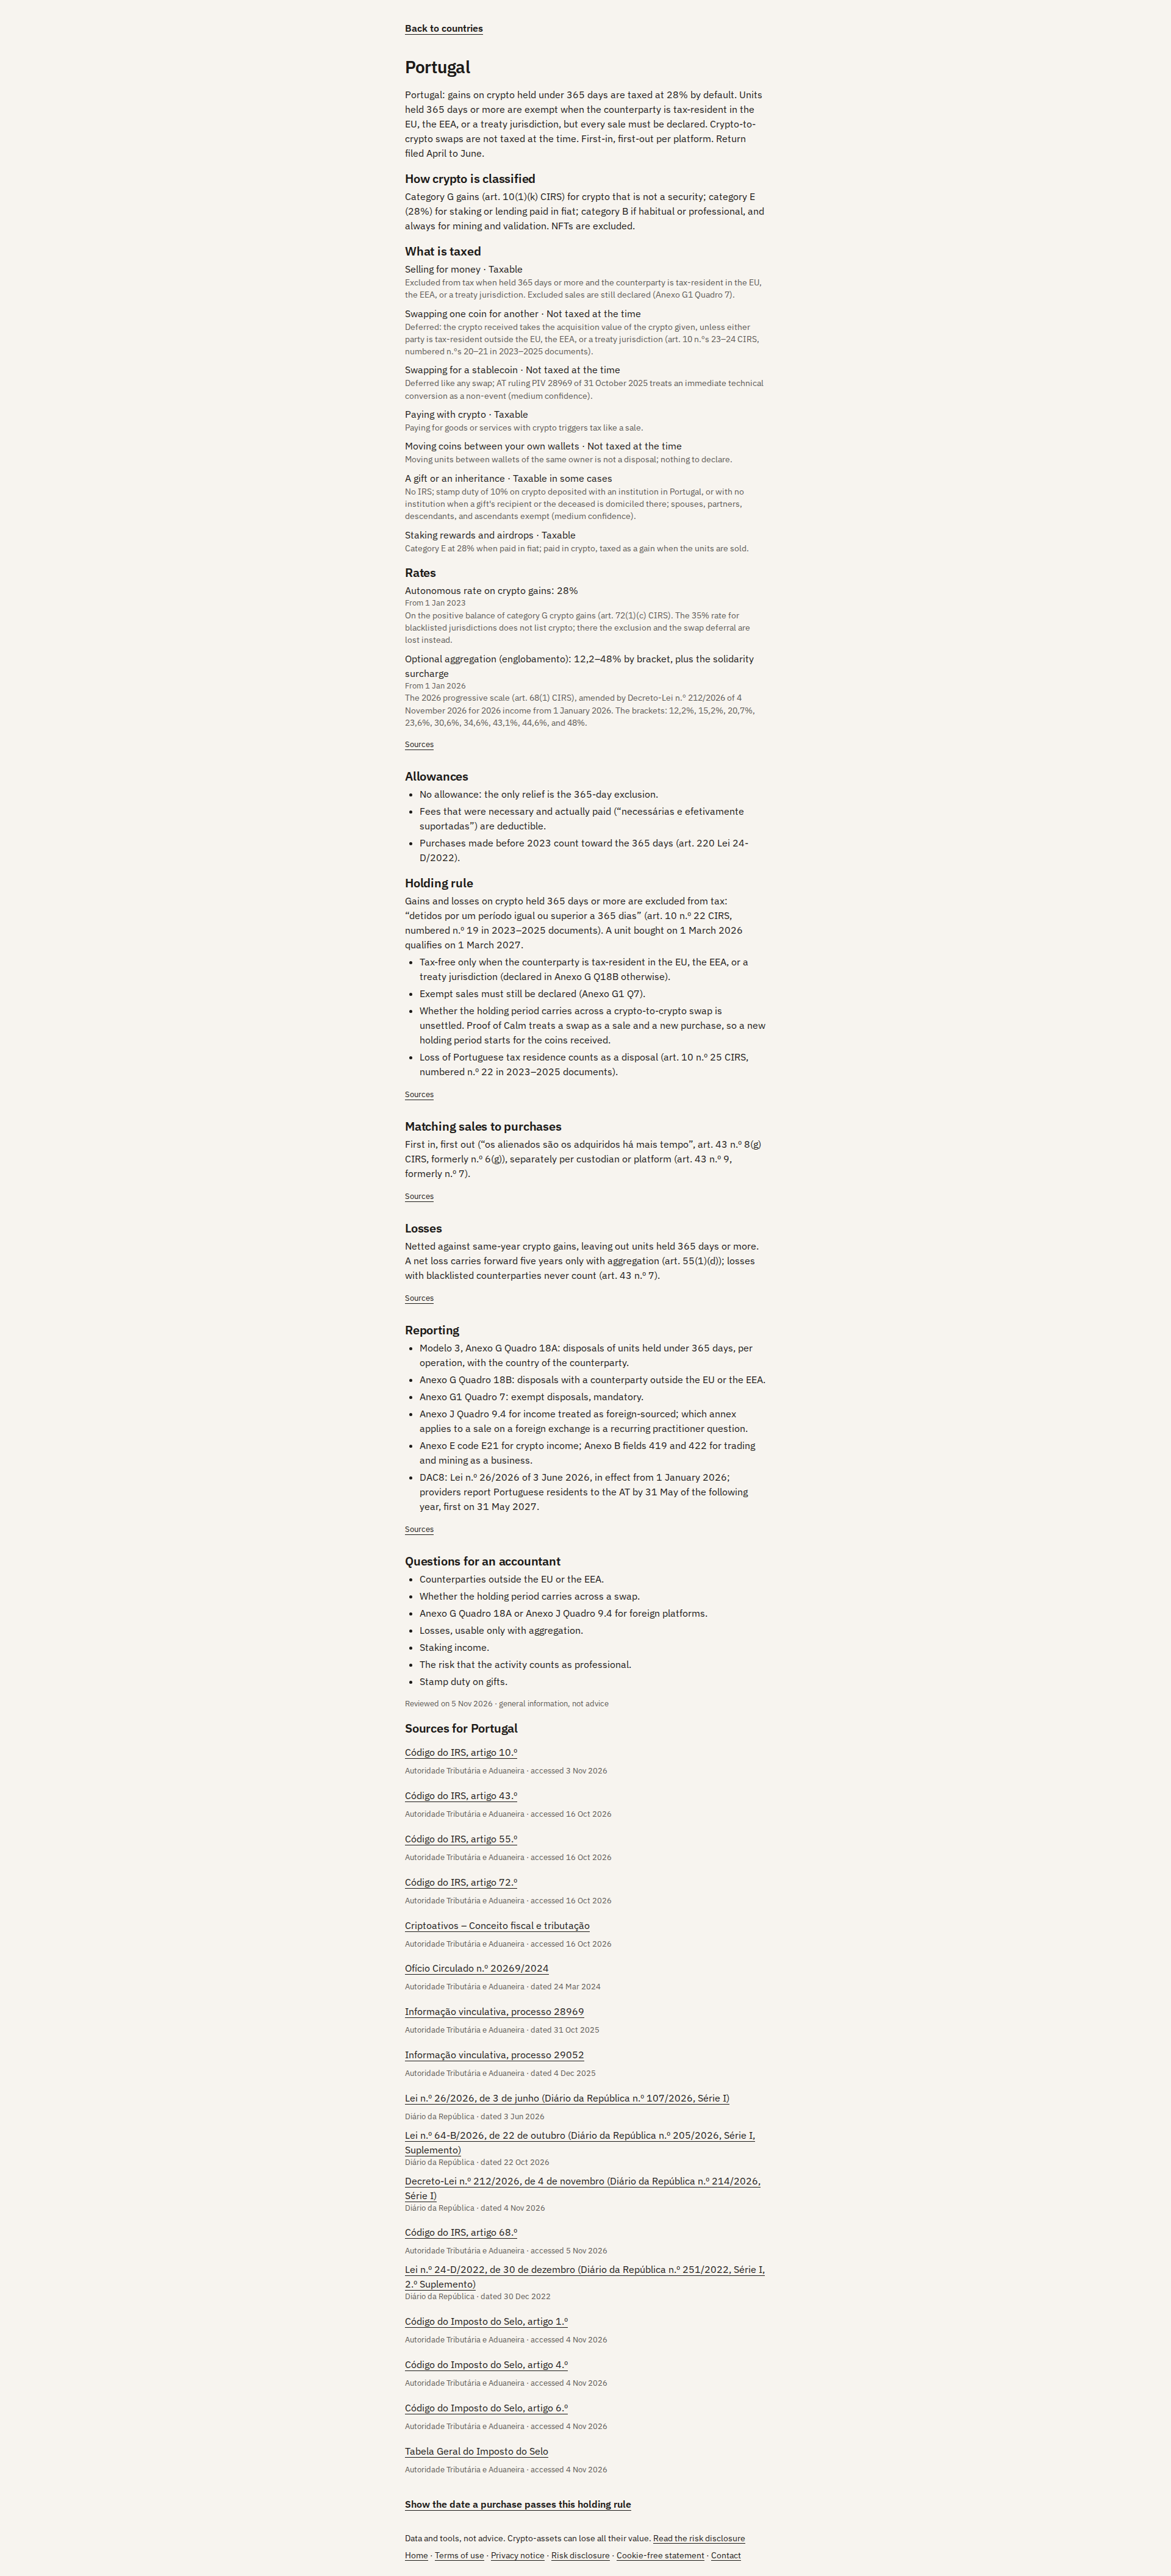 Back to countries
Portugal
Portugal: gains on crypto held under 365 days are taxed at 28% by default. Units
held 365 days or more are exempt when the counterparty is tax-resident in the
EU, the EEA, or a treaty jurisdiction, but every sale must be declared. Crypto-to-
crypto swaps are not taxed at the time. First-in, first-out per platform. Return
filed April to June.
How crypto is classified
Category G gains (art. 10(1)(k) CIRS) for crypto that is not a security; category E
(28%) for staking or lending paid in fiat; category B if habitual or professional, and
always for mining and validation. NFTs are excluded.
What is taxed
Selling for money · Taxable
Excluded from tax when held 365 days or more and the counterparty is tax-resident in the EU,
the EEA, or a treaty jurisdiction. Excluded sales are still declared (Anexo G1 Quadro 7).
Swapping one coin for another · Not taxed at the time
Deferred: the crypto received takes the acquisition value of the crypto given, unless either
party is tax-resident outside the EU, the EEA, or a treaty jurisdiction (art. 10 n.ºs 23–24 CIRS,
numbered n.ºs 20–21 in 2023–2025 documents).
Swapping for a stablecoin · Not taxed at the time
Deferred like any swap; AT ruling PIV 28969 of 31 October 2025 treats an immediate technical
conversion as a non-event (medium confidence).
Paying with crypto · Taxable
Paying for goods or services with crypto triggers tax like a sale.
Moving coins between your own wallets · Not taxed at the time
Moving units between wallets of the same owner is not a disposal; nothing to declare.
A gift or an inheritance · Taxable in some cases
No IRS; stamp duty of 10% on crypto deposited with an institution in Portugal, or with no
institution when a gift's recipient or the deceased is domiciled there; spouses, partners,
descendants, and ascendants exempt (medium confidence).
Staking rewards and airdrops · Taxable
Category E at 28% when paid in fiat; paid in crypto, taxed as a gain when the units are sold.
Rates
Autonomous rate on crypto gains: 28%
From 1 Jan 2023
On the positive balance of category G crypto gains (art. 72(1)(c) CIRS). The 35% rate for
blacklisted jurisdictions does not list crypto; there the exclusion and the swap deferral are
lost instead.
Optional aggregation (englobamento): 12,2–48% by bracket, plus the solidarity
surcharge
From 1 Jan 2026
The 2026 progressive scale (art. 68(1) CIRS), amended by Decreto-Lei n.º 212/2026 of 4
November 2026 for 2026 income from 1 January 2026. The brackets: 12,2%, 15,2%, 20,7%,
23,6%, 30,6%, 34,6%, 43,1%, 44,6%, and 48%.
Sources
Allowances
• No allowance: the only relief is the 365-day exclusion.
• Fees that were necessary and actually paid (“necessárias e efetivamente
suportadas”) are deductible.
• Purchases made before 2023 count toward the 365 days (art. 220 Lei 24-
D/2022).
Holding rule
Gains and losses on crypto held 365 days or more are excluded from tax:
“detidos por um período igual ou superior a 365 dias” (art. 10 n.º 22 CIRS,
numbered n.º 19 in 2023–2025 documents). A unit bought on 1 March 2026
qualifies on 1 March 2027.
• Tax-free only when the counterparty is tax-resident in the EU, the EEA, or a
treaty jurisdiction (declared in Anexo G Q18B otherwise).
• Exempt sales must still be declared (Anexo G1 Q7).
• Whether the holding period carries across a crypto-to-crypto swap is
unsettled. Proof of Calm treats a swap as a sale and a new purchase, so a new
holding period starts for the coins received.
• Loss of Portuguese tax residence counts as a disposal (art. 10 n.º 25 CIRS,
numbered n.º 22 in 2023–2025 documents).
Sources
Matching sales to purchases
First in, first out (“os alienados são os adquiridos há mais tempo”, art. 43 n.º 8(g)
CIRS, formerly n.º 6(g)), separately per custodian or platform (art. 43 n.º 9,
formerly n.º 7).
Sources
Losses
Netted against same-year crypto gains, leaving out units held 365 days or more.
A net loss carries forward five years only with aggregation (art. 55(1)(d)); losses
with blacklisted counterparties never count (art. 43 n.º 7).
Sources
Reporting
• Modelo 3, Anexo G Quadro 18A: disposals of units held under 365 days, per
operation, with the country of the counterparty.
• Anexo G Quadro 18B: disposals with a counterparty outside the EU or the EEA.
• Anexo G1 Quadro 7: exempt disposals, mandatory.
• Anexo J Quadro 9.4 for income treated as foreign-sourced; which annex
applies to a sale on a foreign exchange is a recurring practitioner question.
• Anexo E code E21 for crypto income; Anexo B fields 419 and 422 for trading
and mining as a business.
• DAC8: Lei n.º 26/2026 of 3 June 2026, in effect from 1 January 2026;
providers report Portuguese residents to the AT by 31 May of the following
year, first on 31 May 2027.
Sources
Questions for an accountant
• Counterparties outside the EU or the EEA.
• Whether the holding period carries across a swap.
• Anexo G Quadro 18A or Anexo J Quadro 9.4 for foreign platforms.
• Losses, usable only with aggregation.
• Staking income.
• The risk that the activity counts as professional.
• Stamp duty on gifts.
Reviewed on 5 Nov 2026 · general information, not advice
Sources for Portugal
Código do IRS, artigo 10.º
Autoridade Tributária e Aduaneira · accessed 3 Nov 2026
Código do IRS, artigo 43.º
Autoridade Tributária e Aduaneira · accessed 16 Oct 2026
Código do IRS, artigo 55.º
Autoridade Tributária e Aduaneira · accessed 16 Oct 2026
Código do IRS, artigo 72.º
Autoridade Tributária e Aduaneira · accessed 16 Oct 2026
Criptoativos – Conceito fiscal e tributação
Autoridade Tributária e Aduaneira · accessed 16 Oct 2026
Ofício Circulado n.º 20269/2024
Autoridade Tributária e Aduaneira · dated 24 Mar 2024
Informação vinculativa, processo 28969
Autoridade Tributária e Aduaneira · dated 31 Oct 2025
Informação vinculativa, processo 29052
Autoridade Tributária e Aduaneira · dated 4 Dec 2025
Lei n.º 26/2026, de 3 de junho (Diário da República n.º 107/2026, Série I)
Diário da República · dated 3 Jun 2026
Lei n.º 64-B/2026, de 22 de outubro (Diário da República n.º 205/2026, Série I,
Suplemento)
Diário da República · dated 22 Oct 2026
Decreto-Lei n.º 212/2026, de 4 de novembro (Diário da República n.º 214/2026,
Série I)
Diário da República · dated 4 Nov 2026
Código do IRS, artigo 68.º
Autoridade Tributária e Aduaneira · accessed 5 Nov 2026
Lei n.º 24-D/2022, de 30 de dezembro (Diário da República n.º 251/2022, Série I,
2.º Suplemento)
Diário da República · dated 30 Dec 2022
Código do Imposto do Selo, artigo 1.º
Autoridade Tributária e Aduaneira · accessed 4 Nov 2026
Código do Imposto do Selo, artigo 4.º
Autoridade Tributária e Aduaneira · accessed 4 Nov 2026
Código do Imposto do Selo, artigo 6.º
Autoridade Tributária e Aduaneira · accessed 4 Nov 2026
Tabela Geral do Imposto do Selo
Autoridade Tributária e Aduaneira · accessed 4 Nov 2026
Show the date a purchase passes this holding rule
Data and tools, not advice. Crypto-assets can lose all their value. Read the risk disclosure
Home · Terms of use · Privacy notice · Risk disclosure · Cookie-free statement · Contact